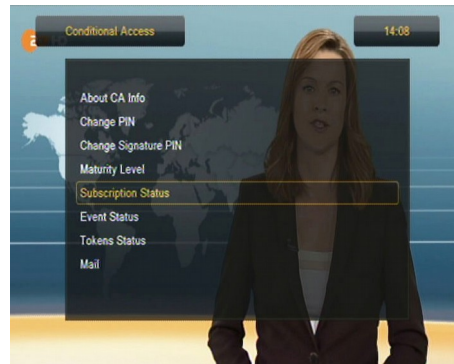 Conditional Access
14:08
About CA Info
Change PIN
Change Signature PIN
Maturity Level
Subscription Status
Event Status
Tokens Status
Mail